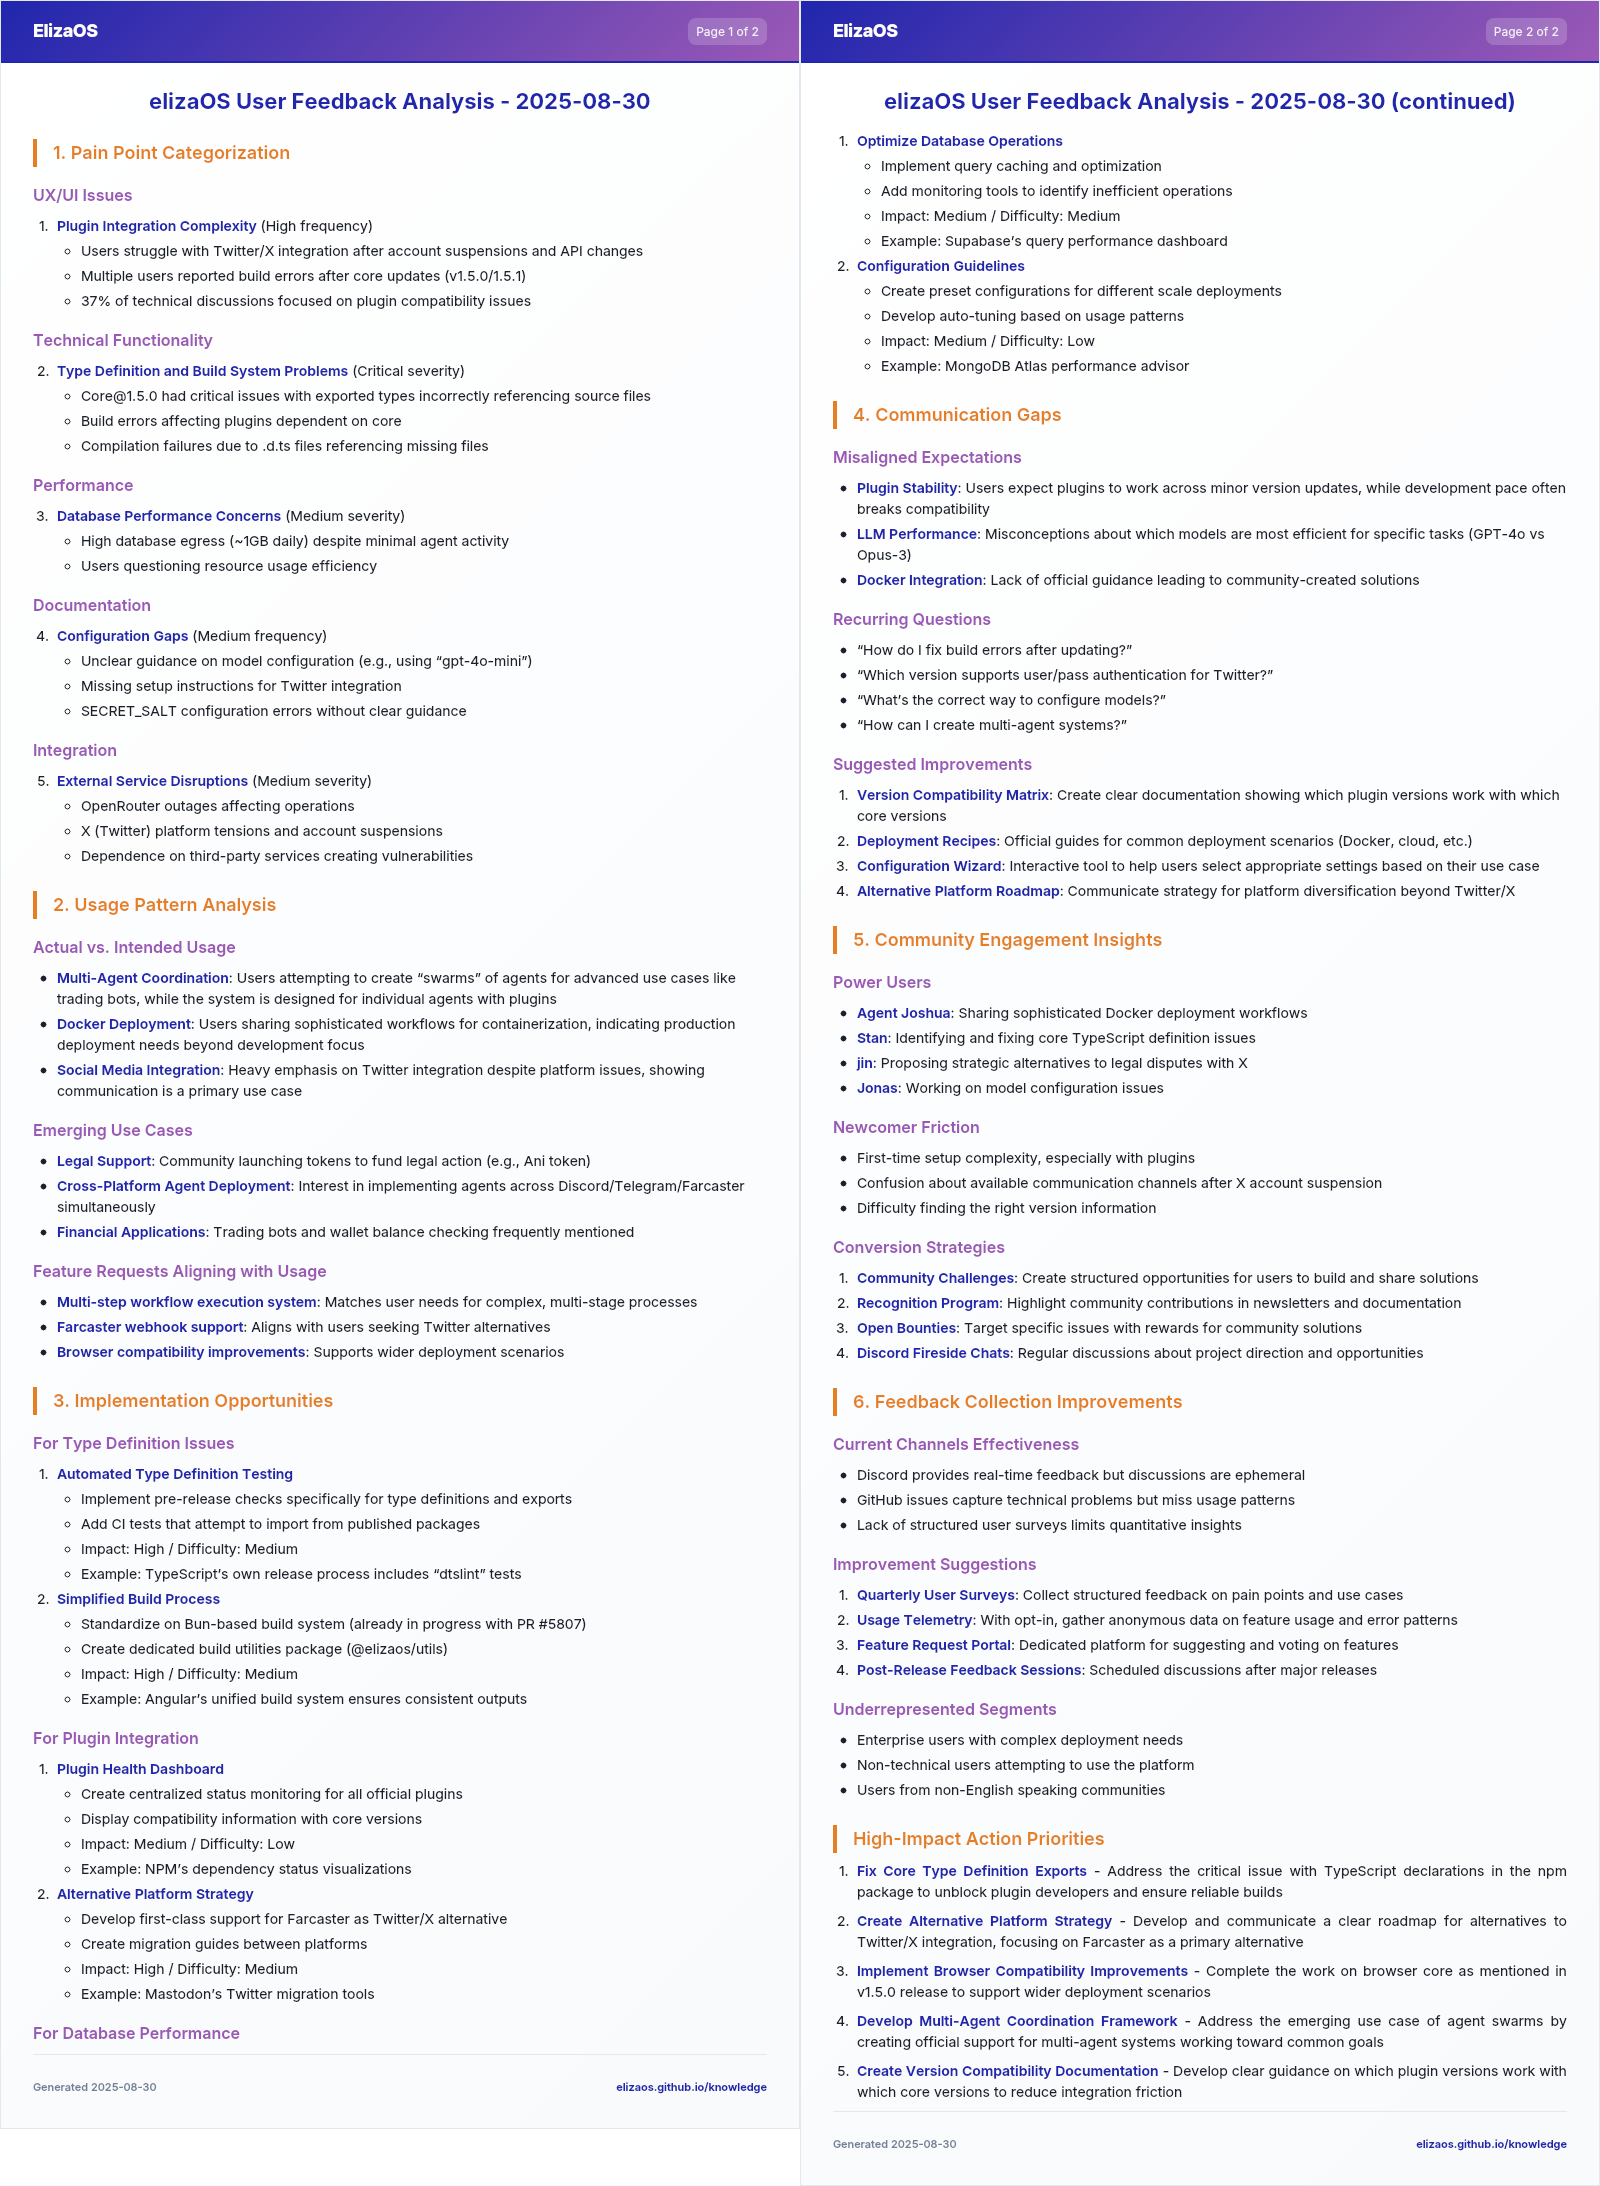 ElizaOS
Page 1 of 2
elizaOS User Feedback Analysis - 2025-08-30
1. Pain Point Categorization
UX/UI Issues
1. Plugin Integration Complexity (High frequency)
◦ Users struggle with Twitter/X integration after account suspensions and API changes
◦ Multiple users reported build errors after core updates (v1.5.0/1.5.1)
◦ 37% of technical discussions focused on plugin compatibility issues
Technical Functionality
2. Type Definition and Build System Problems (Critical severity)
◦ Core@1.5.0 had critical issues with exported types incorrectly referencing source files
◦ Build errors affecting plugins dependent on core
◦ Compilation failures due to .d.ts files referencing missing files
Performance
3. Database Performance Concerns (Medium severity)
◦ High database egress (~1GB daily) despite minimal agent activity
◦ Users questioning resource usage efficiency
Documentation
4. Configuration Gaps (Medium frequency)
◦ Unclear guidance on model configuration (e.g., using “gpt-4o-mini”)
◦ Missing setup instructions for Twitter integration
◦ SECRET_SALT configuration errors without clear guidance
Integration
5. External Service Disruptions (Medium severity)
◦ OpenRouter outages affecting operations
◦ X (Twitter) platform tensions and account suspensions
◦ Dependence on third-party services creating vulnerabilities
2. Usage Pattern Analysis
Actual vs. Intended Usage
• Multi-Agent Coordination: Users attempting to create “swarms” of agents for advanced use cases like
trading bots, while the system is designed for individual agents with plugins
• Docker Deployment: Users sharing sophisticated workflows for containerization, indicating production
deployment needs beyond development focus
• Social Media Integration: Heavy emphasis on Twitter integration despite platform issues, showing
communication is a primary use case
Emerging Use Cases
• Legal Support: Community launching tokens to fund legal action (e.g., Ani token)
• Cross-Platform Agent Deployment: Interest in implementing agents across Discord/Telegram/Farcaster
simultaneously
• Financial Applications: Trading bots and wallet balance checking frequently mentioned
Feature Requests Aligning with Usage
• Multi-step workflow execution system: Matches user needs for complex, multi-stage processes
• Farcaster webhook support: Aligns with users seeking Twitter alternatives
• Browser compatibility improvements: Supports wider deployment scenarios
3. Implementation Opportunities
For Type Definition Issues
1. Automated Type Definition Testing
◦ Implement pre-release checks specifically for type definitions and exports
◦ Add CI tests that attempt to import from published packages
◦ Impact: High / Difficulty: Medium
◦ Example: TypeScript’s own release process includes “dtslint” tests
2. Simplified Build Process
◦ Standardize on Bun-based build system (already in progress with PR #5807)
◦ Create dedicated build utilities package (@elizaos/utils)
◦ Impact: High / Difficulty: Medium
◦ Example: Angular’s unified build system ensures consistent outputs
For Plugin Integration
1. Plugin Health Dashboard
◦ Create centralized status monitoring for all official plugins
◦ Display compatibility information with core versions
◦ Impact: Medium / Difficulty: Low
◦ Example: NPM’s dependency status visualizations
2. Alternative Platform Strategy
◦ Develop first-class support for Farcaster as Twitter/X alternative
◦ Create migration guides between platforms
◦ Impact: High / Difficulty: Medium
◦ Example: Mastodon’s Twitter migration tools
For Database Performance
Generated 2025-08-30
elizaos.github.io/knowledge
ElizaOS
Page 2 of 2
elizaOS User Feedback Analysis - 2025-08-30 (continued)
1. Optimize Database Operations
◦ Implement query caching and optimization
◦ Add monitoring tools to identify inefficient operations
◦ Impact: Medium / Difficulty: Medium
◦ Example: Supabase’s query performance dashboard
2. Configuration Guidelines
◦ Create preset configurations for different scale deployments
◦ Develop auto-tuning based on usage patterns
◦ Impact: Medium / Difficulty: Low
◦ Example: MongoDB Atlas performance advisor
4. Communication Gaps
Misaligned Expectations
• Plugin Stability: Users expect plugins to work across minor version updates, while development pace often
breaks compatibility
• LLM Performance: Misconceptions about which models are most efficient for specific tasks (GPT-4o vs
Opus-3)
• Docker Integration: Lack of official guidance leading to community-created solutions
Recurring Questions
• “How do I fix build errors after updating?”
• “Which version supports user/pass authentication for Twitter?”
• “What’s the correct way to configure models?”
• “How can I create multi-agent systems?”
Suggested Improvements
1. Version Compatibility Matrix: Create clear documentation showing which plugin versions work with which
core versions
2. Deployment Recipes: Official guides for common deployment scenarios (Docker, cloud, etc.)
3. Configuration Wizard: Interactive tool to help users select appropriate settings based on their use case
4. Alternative Platform Roadmap: Communicate strategy for platform diversification beyond Twitter/X
5. Community Engagement Insights
Power Users
• Agent Joshua: Sharing sophisticated Docker deployment workflows
• Stan: Identifying and fixing core TypeScript definition issues
• jin: Proposing strategic alternatives to legal disputes with X
• Jonas: Working on model configuration issues
Newcomer Friction
• First-time setup complexity, especially with plugins
• Confusion about available communication channels after X account suspension
• Difficulty finding the right version information
Conversion Strategies
1. Community Challenges: Create structured opportunities for users to build and share solutions
2. Recognition Program: Highlight community contributions in newsletters and documentation
3. Open Bounties: Target specific issues with rewards for community solutions
4. Discord Fireside Chats: Regular discussions about project direction and opportunities
6. Feedback Collection Improvements
Current Channels Effectiveness
• Discord provides real-time feedback but discussions are ephemeral
• GitHub issues capture technical problems but miss usage patterns
• Lack of structured user surveys limits quantitative insights
Improvement Suggestions
1. Quarterly User Surveys: Collect structured feedback on pain points and use cases
2. Usage Telemetry: With opt-in, gather anonymous data on feature usage and error patterns
3. Feature Request Portal: Dedicated platform for suggesting and voting on features
4. Post-Release Feedback Sessions: Scheduled discussions after major releases
Underrepresented Segments
• Enterprise users with complex deployment needs
• Non-technical users attempting to use the platform
• Users from non-English speaking communities
High-Impact Action Priorities
1. Fix Core Type Definition Exports - Address the critical issue with TypeScript declarations in the npm
package to unblock plugin developers and ensure reliable builds
2. Create Alternative Platform Strategy - Develop and communicate a clear roadmap for alternatives to
Twitter/X integration, focusing on Farcaster as a primary alternative
3. Implement Browser Compatibility Improvements - Complete the work on browser core as mentioned in
v1.5.0 release to support wider deployment scenarios
4. Develop Multi-Agent Coordination Framework - Address the emerging use case of agent swarms by
creating official support for multi-agent systems working toward common goals
5. Create Version Compatibility Documentation - Develop clear guidance on which plugin versions work with
which core versions to reduce integration friction
Generated 2025-08-30
elizaos.github.io/knowledge